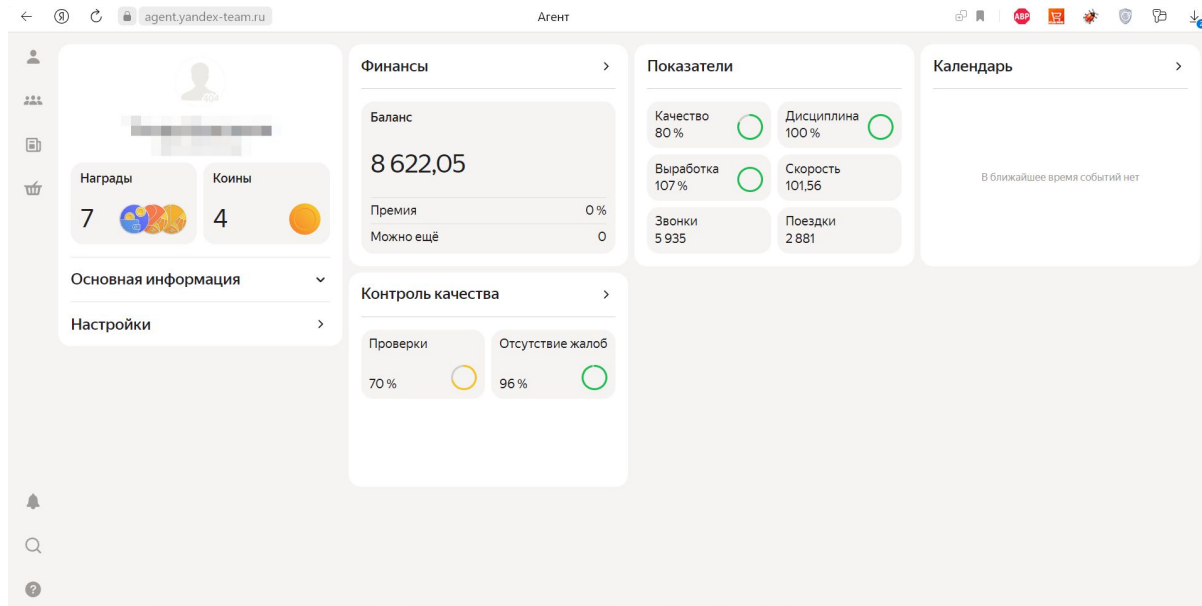 agent.yandex-team.ru
Агент
ABP
404
Награды
7
Коины
4
Основная информация
Настройки
Финансы
Баланс
8 622,05
Премия 0 %
Можно ещё 0
Контроль качества
Проверки
70 %
Отсутствие жалоб
96 %
Показатели
Качество
80 %
Дисциплина
100 %
Выработка
107 %
Скорость
101,56
Звонки
5 935
Поездки
2 881
Календарь
В ближайшее время событий нет